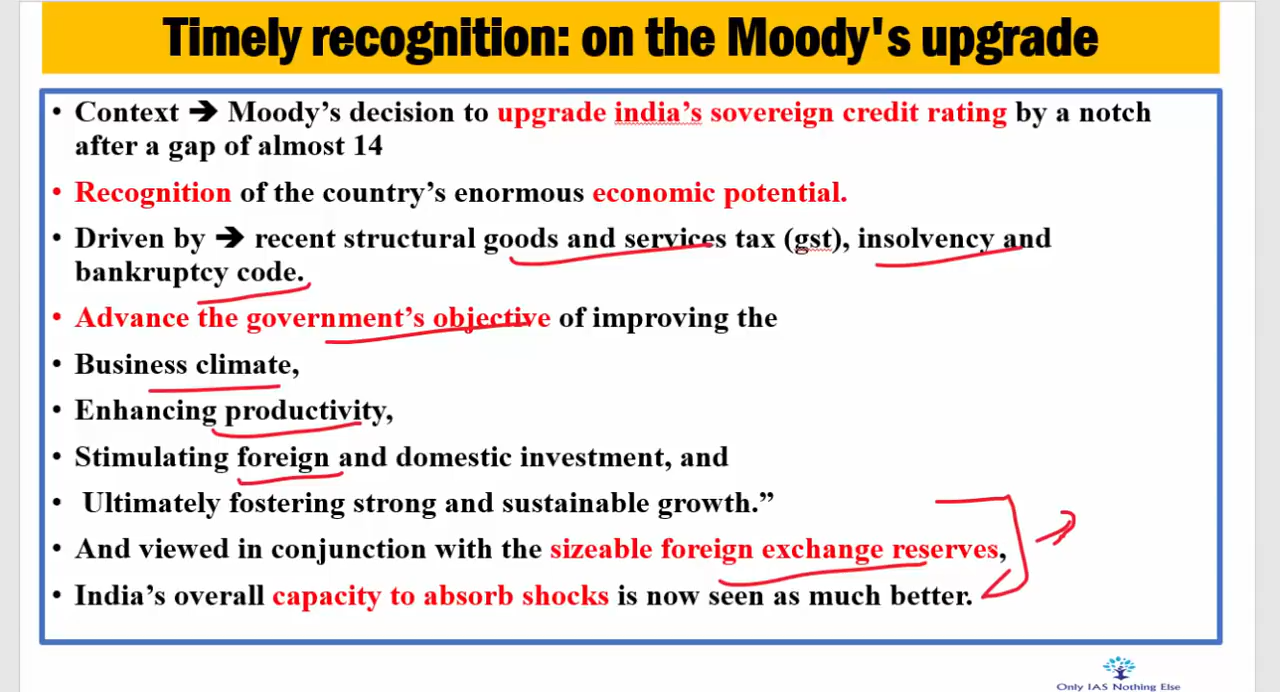 Timely recognition: on the Moody's upgrade
• Context ➔ Moody’s decision to upgrade india’s sovereign credit rating by a notch
after a gap of almost 14
• Recognition of the country’s enormous economic potential.
• Driven by ➔ recent structural goods and services tax (gst), insolvency and
bankruptcy code.
• Advance the government’s objective of improving the
• Business climate,
• Enhancing productivity,
• Stimulating foreign and domestic investment, and
• Ultimately fostering strong and sustainable growth.”
• And viewed in conjunction with the sizeable foreign exchange reserves,
• India’s overall capacity to absorb shocks is now seen as much better.
Only IAS Nothing Else